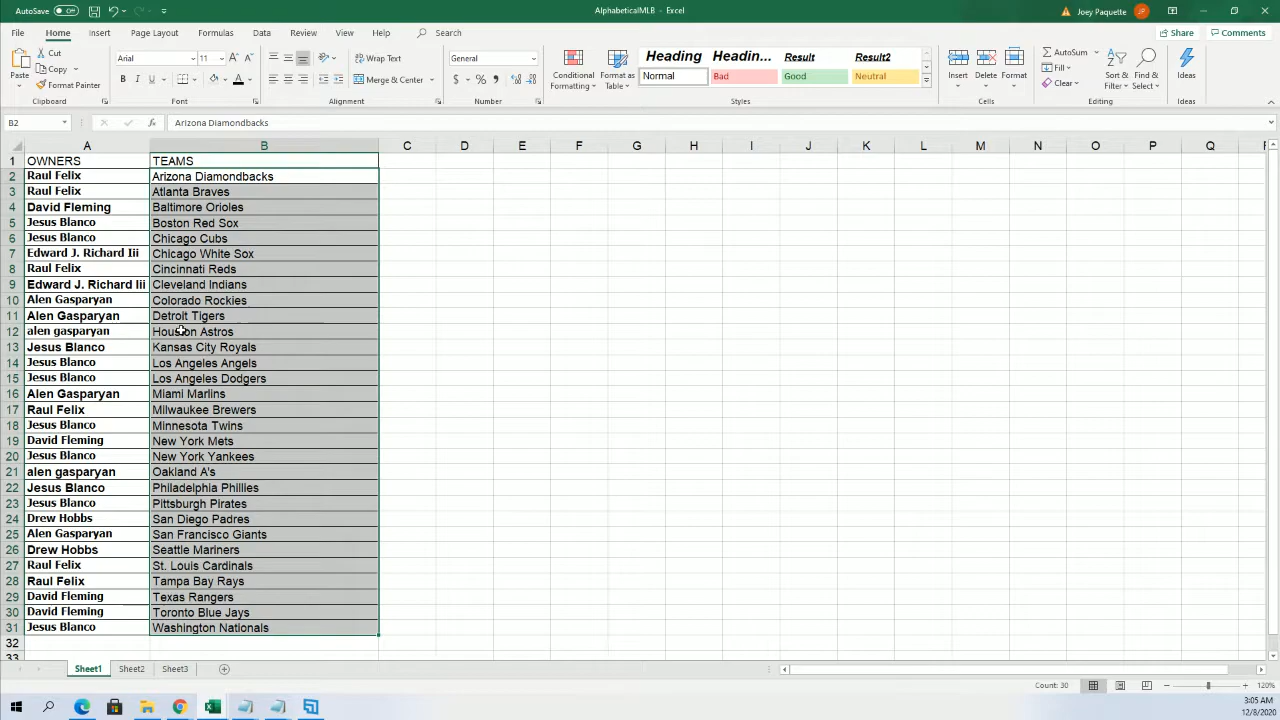 AutoSave Off AlphabeticalMLB - Excel Joey Paquette JP
File Home Insert Page Layout Formulas Data Review View Help Search Share Comments
Paste Cut Copy Format Painter Arial 11 Wrap Text General Heading Headin... Result Result2 AutoSum
B I U Merge & Center $ % Conditional Formatting Format as Table Normal Bad Good Neutral Insert Delete Format Fill Clear Sort & Filter Find & Select Ideas
Clipboard Font Alignment Number Styles Cells Editing Ideas
B2 fx Arizona Diamondbacks
A B C D E F G H I J K L M N O P Q
1 OWNERS TEAMS
2 Raul Felix Arizona Diamondbacks
3 Raul Felix Atlanta Braves
4 David Fleming Baltimore Orioles
5 Jesus Blanco Boston Red Sox
6 Jesus Blanco Chicago Cubs
7 Edward J. Richard Iii Chicago White Sox
8 Raul Felix Cincinnati Reds
9 Edward J. Richard Iii Cleveland Indians
10 Alen Gasparyan Colorado Rockies
11 Alen Gasparyan Detroit Tigers
12 alen gasparyan Houston Astros
13 Jesus Blanco Kansas City Royals
14 Jesus Blanco Los Angeles Angels
15 Jesus Blanco Los Angeles Dodgers
16 Alen Gasparyan Miami Marlins
17 Raul Felix Milwaukee Brewers
18 Jesus Blanco Minnesota Twins
19 David Fleming New York Mets
20 Jesus Blanco New York Yankees
21 alen gasparyan Oakland A's
22 Jesus Blanco Philadelphia Phillies
23 Jesus Blanco Pittsburgh Pirates
24 Drew Hobbs San Diego Padres
25 Alen Gasparyan San Francisco Giants
26 Drew Hobbs Seattle Mariners
27 Raul Felix St. Louis Cardinals
28 Raul Felix Tampa Bay Rays
29 David Fleming Texas Rangers
30 David Fleming Toronto Blue Jays
31 Jesus Blanco Washington Nationals
32
33
Sheet1 Sheet2 Sheet3
Count: 30 120%
3:05 AM
12/8/2020